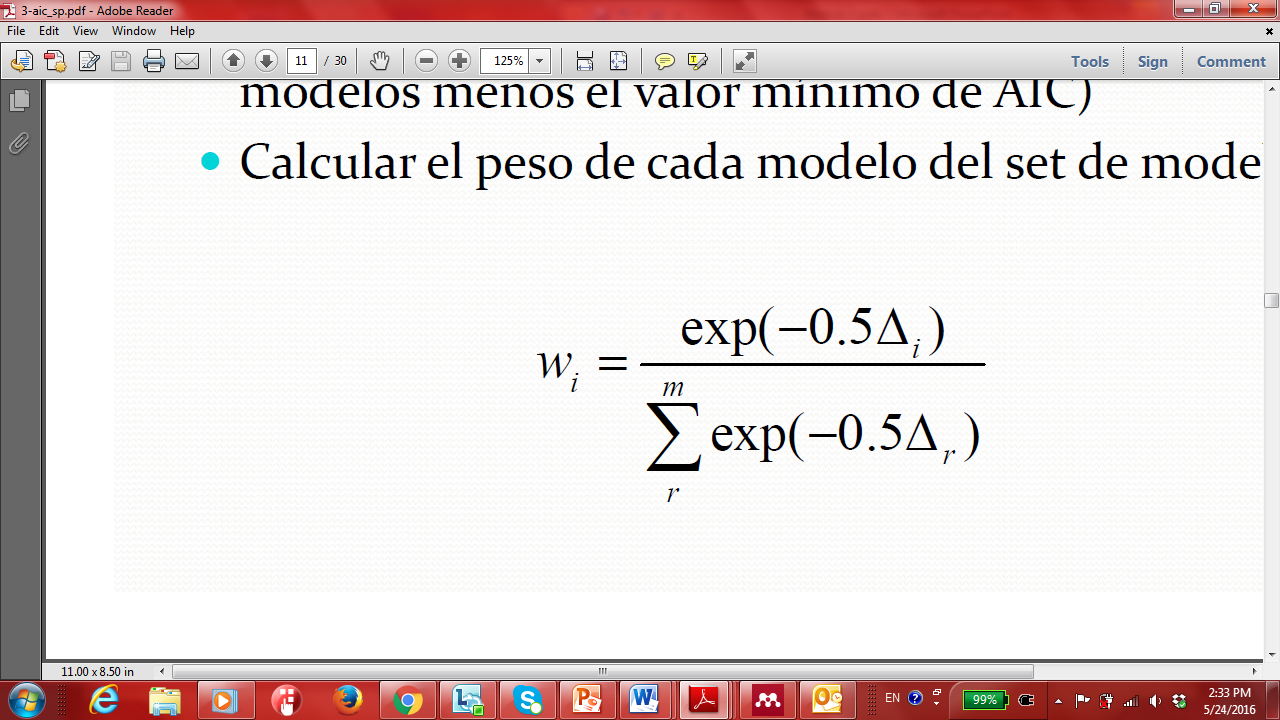 3-aic_sp.pdf - Adobe Reader
File Edit View Window Help
11 / 30 125% Tools Sign Comment
modelos menos el valor mínimo de AIC)
Calcular el peso de cada modelo del set de mode
w_i = exp(−0.5Δ_i) / ∑_r^m exp(−0.5Δ_r)
11.00 x 8.50 in
EN 99% 2:33 PM
5/24/2016